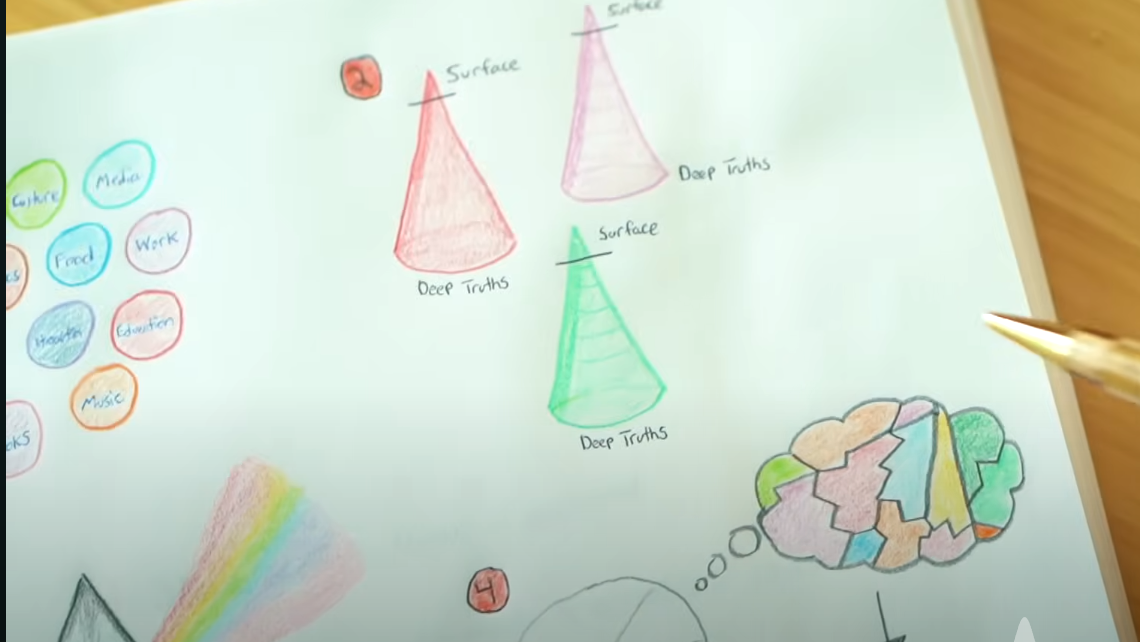 Surface
2
Surface
Deep Truths
Culture
Media
Surface
Work
Food
Deep Truths
Health
Education
Music
Deep Truths
4